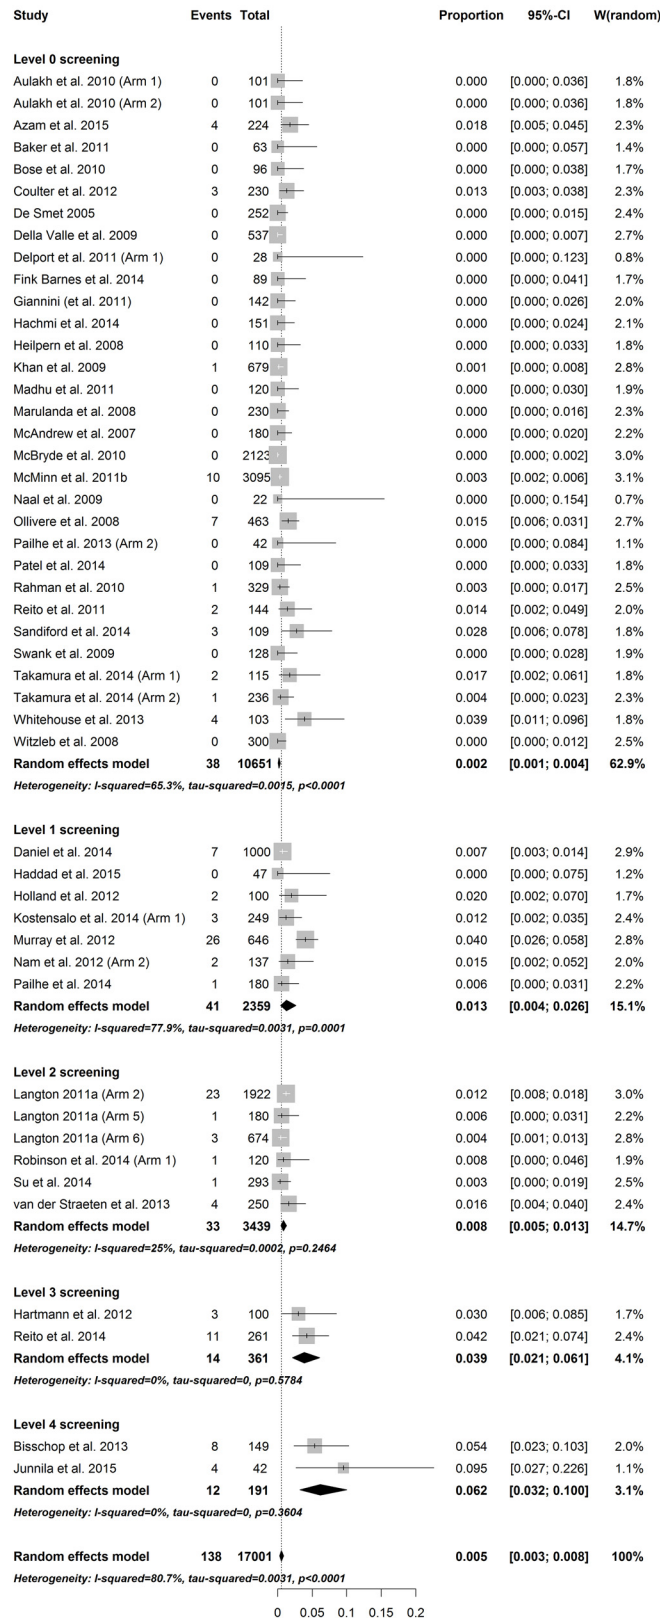 Study Events Total Proportion 95%-CI W(random)
Level 0 screening
Aulakh et al. 2010 (Arm 1) 0 101 0.000 [0.000; 0.036] 1.8%
Aulakh et al. 2010 (Arm 2) 0 101 0.000 [0.000; 0.036] 1.8%
Azam et al. 2015 4 224 0.018 [0.005; 0.045] 2.3%
Baker et al. 2011 0 63 0.000 [0.000; 0.057] 1.4%
Bose et al. 2010 0 96 0.000 [0.000; 0.038] 1.7%
Coulter et al. 2012 3 230 0.013 [0.003; 0.038] 2.3%
De Smet 2005 0 252 0.000 [0.000; 0.015] 2.4%
Della Valle et al. 2009 0 537 0.000 [0.000; 0.007] 2.7%
Delport et al. 2011 (Arm 1) 0 28 0.000 [0.000; 0.123] 0.8%
Fink Barnes et al. 2014 0 89 0.000 [0.000; 0.041] 1.7%
Giannini (et al. 2011) 0 142 0.000 [0.000; 0.026] 2.0%
Hachmi et al. 2014 0 151 0.000 [0.000; 0.024] 2.1%
Heilpern et al. 2008 0 110 0.000 [0.000; 0.033] 1.8%
Khan et al. 2009 1 679 0.001 [0.000; 0.008] 2.8%
Madhu et al. 2011 0 120 0.000 [0.000; 0.030] 1.9%
Marulanda et al. 2008 0 230 0.000 [0.000; 0.016] 2.3%
McAndrew et al. 2007 0 180 0.000 [0.000; 0.020] 2.2%
McBryde et al. 2010 0 2123 0.000 [0.000; 0.002] 3.0%
McMinn et al. 2011b 10 3095 0.003 [0.002; 0.006] 3.1%
Naal et al. 2009 0 22 0.000 [0.000; 0.154] 0.7%
Ollivere et al. 2008 7 463 0.015 [0.006; 0.031] 2.7%
Pailhe et al. 2013 (Arm 2) 0 42 0.000 [0.000; 0.084] 1.1%
Patel et al. 2014 0 109 0.000 [0.000; 0.033] 1.8%
Rahman et al. 2010 1 329 0.003 [0.000; 0.017] 2.5%
Reito et al. 2011 2 144 0.014 [0.002; 0.049] 2.0%
Sandiford et al. 2014 3 109 0.028 [0.006; 0.078] 1.8%
Swank et al. 2009 0 128 0.000 [0.000; 0.028] 1.9%
Takamura et al. 2014 (Arm 1) 2 115 0.017 [0.002; 0.061] 1.8%
Takamura et al. 2014 (Arm 2) 1 236 0.004 [0.000; 0.023] 2.3%
Whitehouse et al. 2013 4 103 0.039 [0.011; 0.096] 1.8%
Witzleb et al. 2008 0 300 0.000 [0.000; 0.012] 2.5%
Random effects model 38 10651 0.002 [0.001; 0.004] 62.9%
Heterogeneity: I-squared=65.3%, tau-squared=0.0015, p<0.0001
Level 1 screening
Daniel et al. 2014 7 1000 0.007 [0.003; 0.014] 2.9%
Haddad et al. 2015 0 47 0.000 [0.000; 0.075] 1.2%
Holland et al. 2012 2 100 0.020 [0.002; 0.070] 1.7%
Kostensalo et al. 2014 (Arm 1) 3 249 0.012 [0.002; 0.035] 2.4%
Murray et al. 2012 26 646 0.040 [0.026; 0.058] 2.8%
Nam et al. 2012 (Arm 2) 2 137 0.015 [0.002; 0.052] 2.0%
Pailhe et al. 2014 1 180 0.006 [0.000; 0.031] 2.2%
Random effects model 41 2359 0.013 [0.004; 0.026] 15.1%
Heterogeneity: I-squared=77.9%, tau-squared=0.0031, p=0.0001
Level 2 screening
Langton 2011a (Arm 2) 23 1922 0.012 [0.008; 0.018] 3.0%
Langton 2011a (Arm 5) 1 180 0.006 [0.000; 0.031] 2.2%
Langton 2011a (Arm 6) 3 674 0.004 [0.001; 0.013] 2.8%
Robinson et al. 2014 (Arm 1) 1 120 0.008 [0.000; 0.046] 1.9%
Su et al. 2014 1 293 0.003 [0.000; 0.019] 2.5%
van der Straeten et al. 2013 4 250 0.016 [0.004; 0.040] 2.4%
Random effects model 33 3439 0.008 [0.005; 0.013] 14.7%
Heterogeneity: I-squared=25%, tau-squared=0.0002, p=0.2464
Level 3 screening
Hartmann et al. 2012 3 100 0.030 [0.006; 0.085] 1.7%
Reito et al. 2014 11 261 0.042 [0.021; 0.074] 2.4%
Random effects model 14 361 0.039 [0.021; 0.061] 4.1%
Heterogeneity: I-squared=0%, tau-squared=0, p=0.5784
Level 4 screening
Bisschop et al. 2013 8 149 0.054 [0.023; 0.103] 2.0%
Junnila et al. 2015 4 42 0.095 [0.027; 0.226] 1.1%
Random effects model 12 191 0.062 [0.032; 0.100] 3.1%
Heterogeneity: I-squared=0%, tau-squared=0, p=0.3604
Random effects model 138 17001 0.005 [0.003; 0.008] 100%
Heterogeneity: I-squared=80.7%, tau-squared=0.0031, p<0.0001
0 0.05 0.1 0.15 0.2